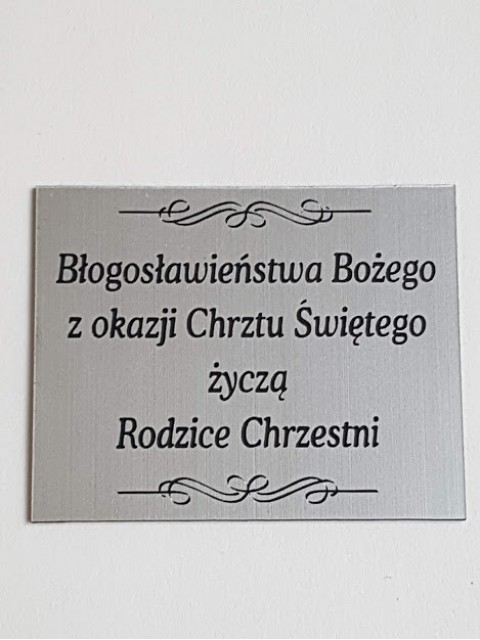 Błogosławieństwa Bożego
z okazji Chrztu Świętego
życzą
Rodzice Chrzestni